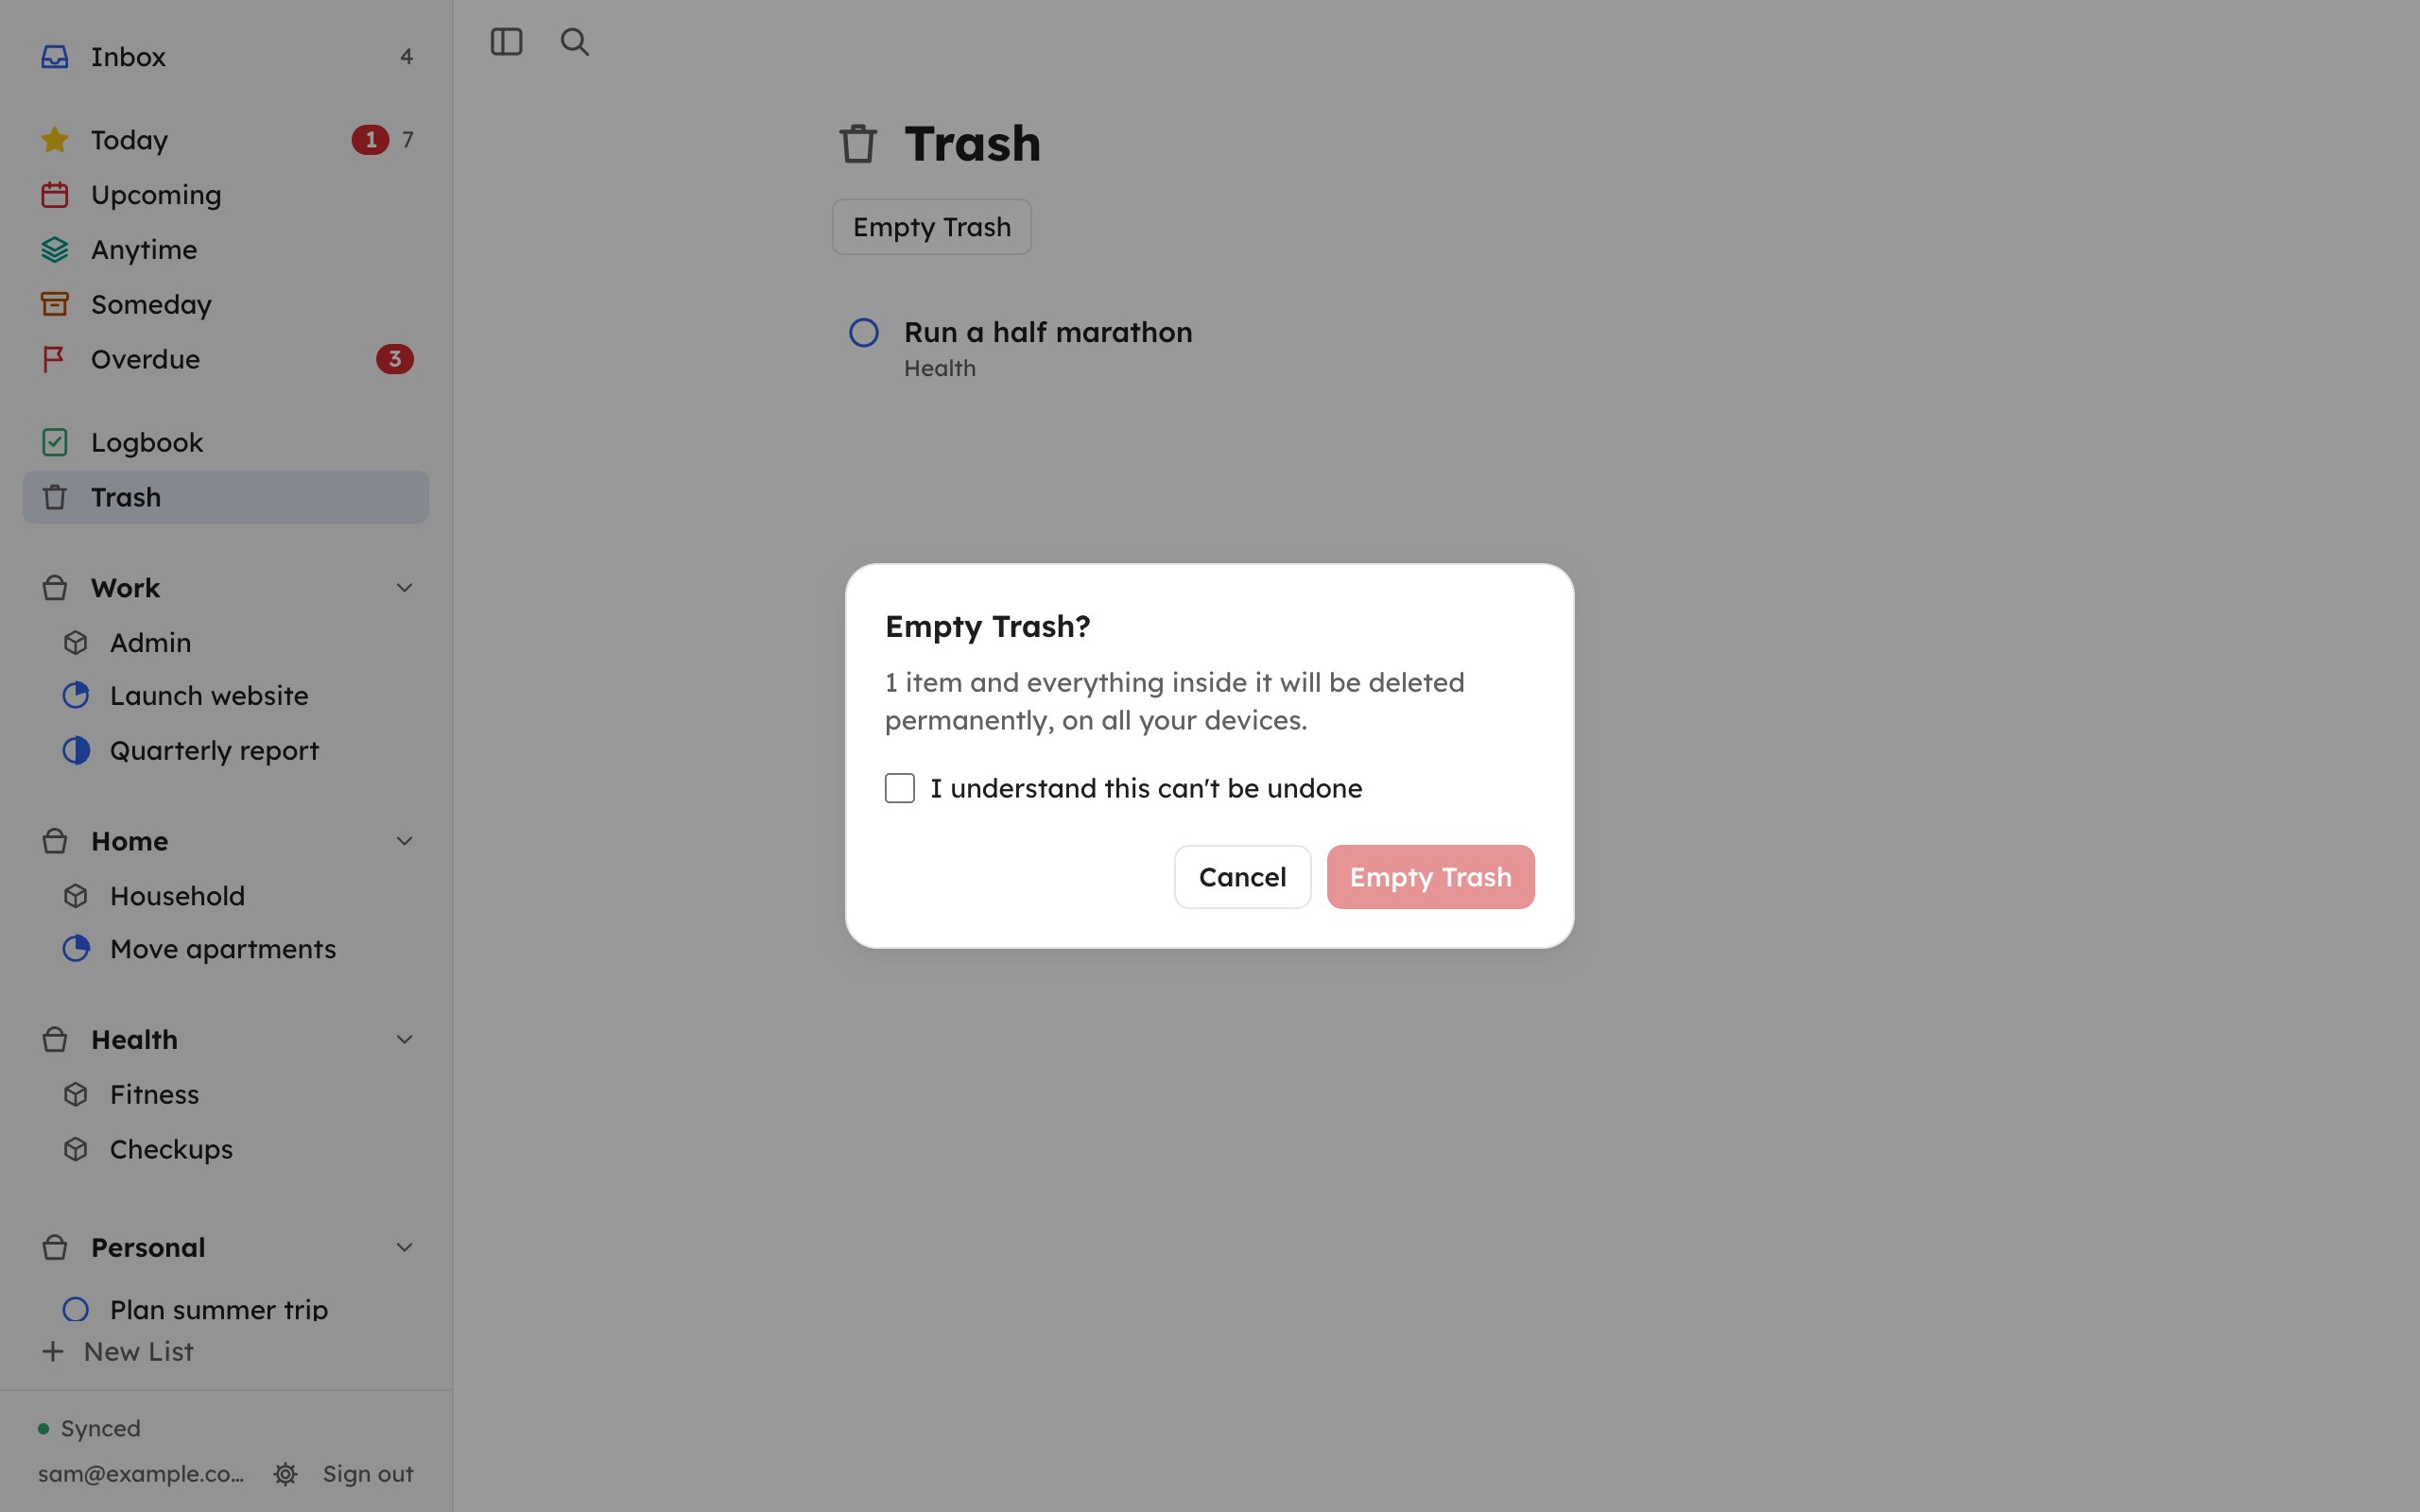 Inbox 4
Today 1 7
Upcoming
Anytime
Someday
Overdue 3
Logbook
Trash
Work
Admin
Launch website
Quarterly report
Home
Household
Move apartments
Health
Fitness
Checkups
Personal
Plan summer trip
New List
Synced
sam@example.co... Sign out
Trash
Empty Trash
Run a half marathon
Health
Empty Trash?
1 item and everything inside it will be deleted
permanently, on all your devices.
I understand this can't be undone
Cancel Empty Trash